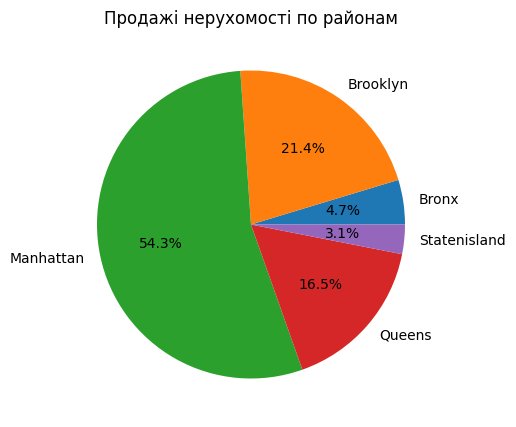 Продажі нерухомості по районам
Brooklyn
21.4%
Bronx
4.7%
Statenisland
3.1%
54.3%
Manhattan
16.5%
Queens